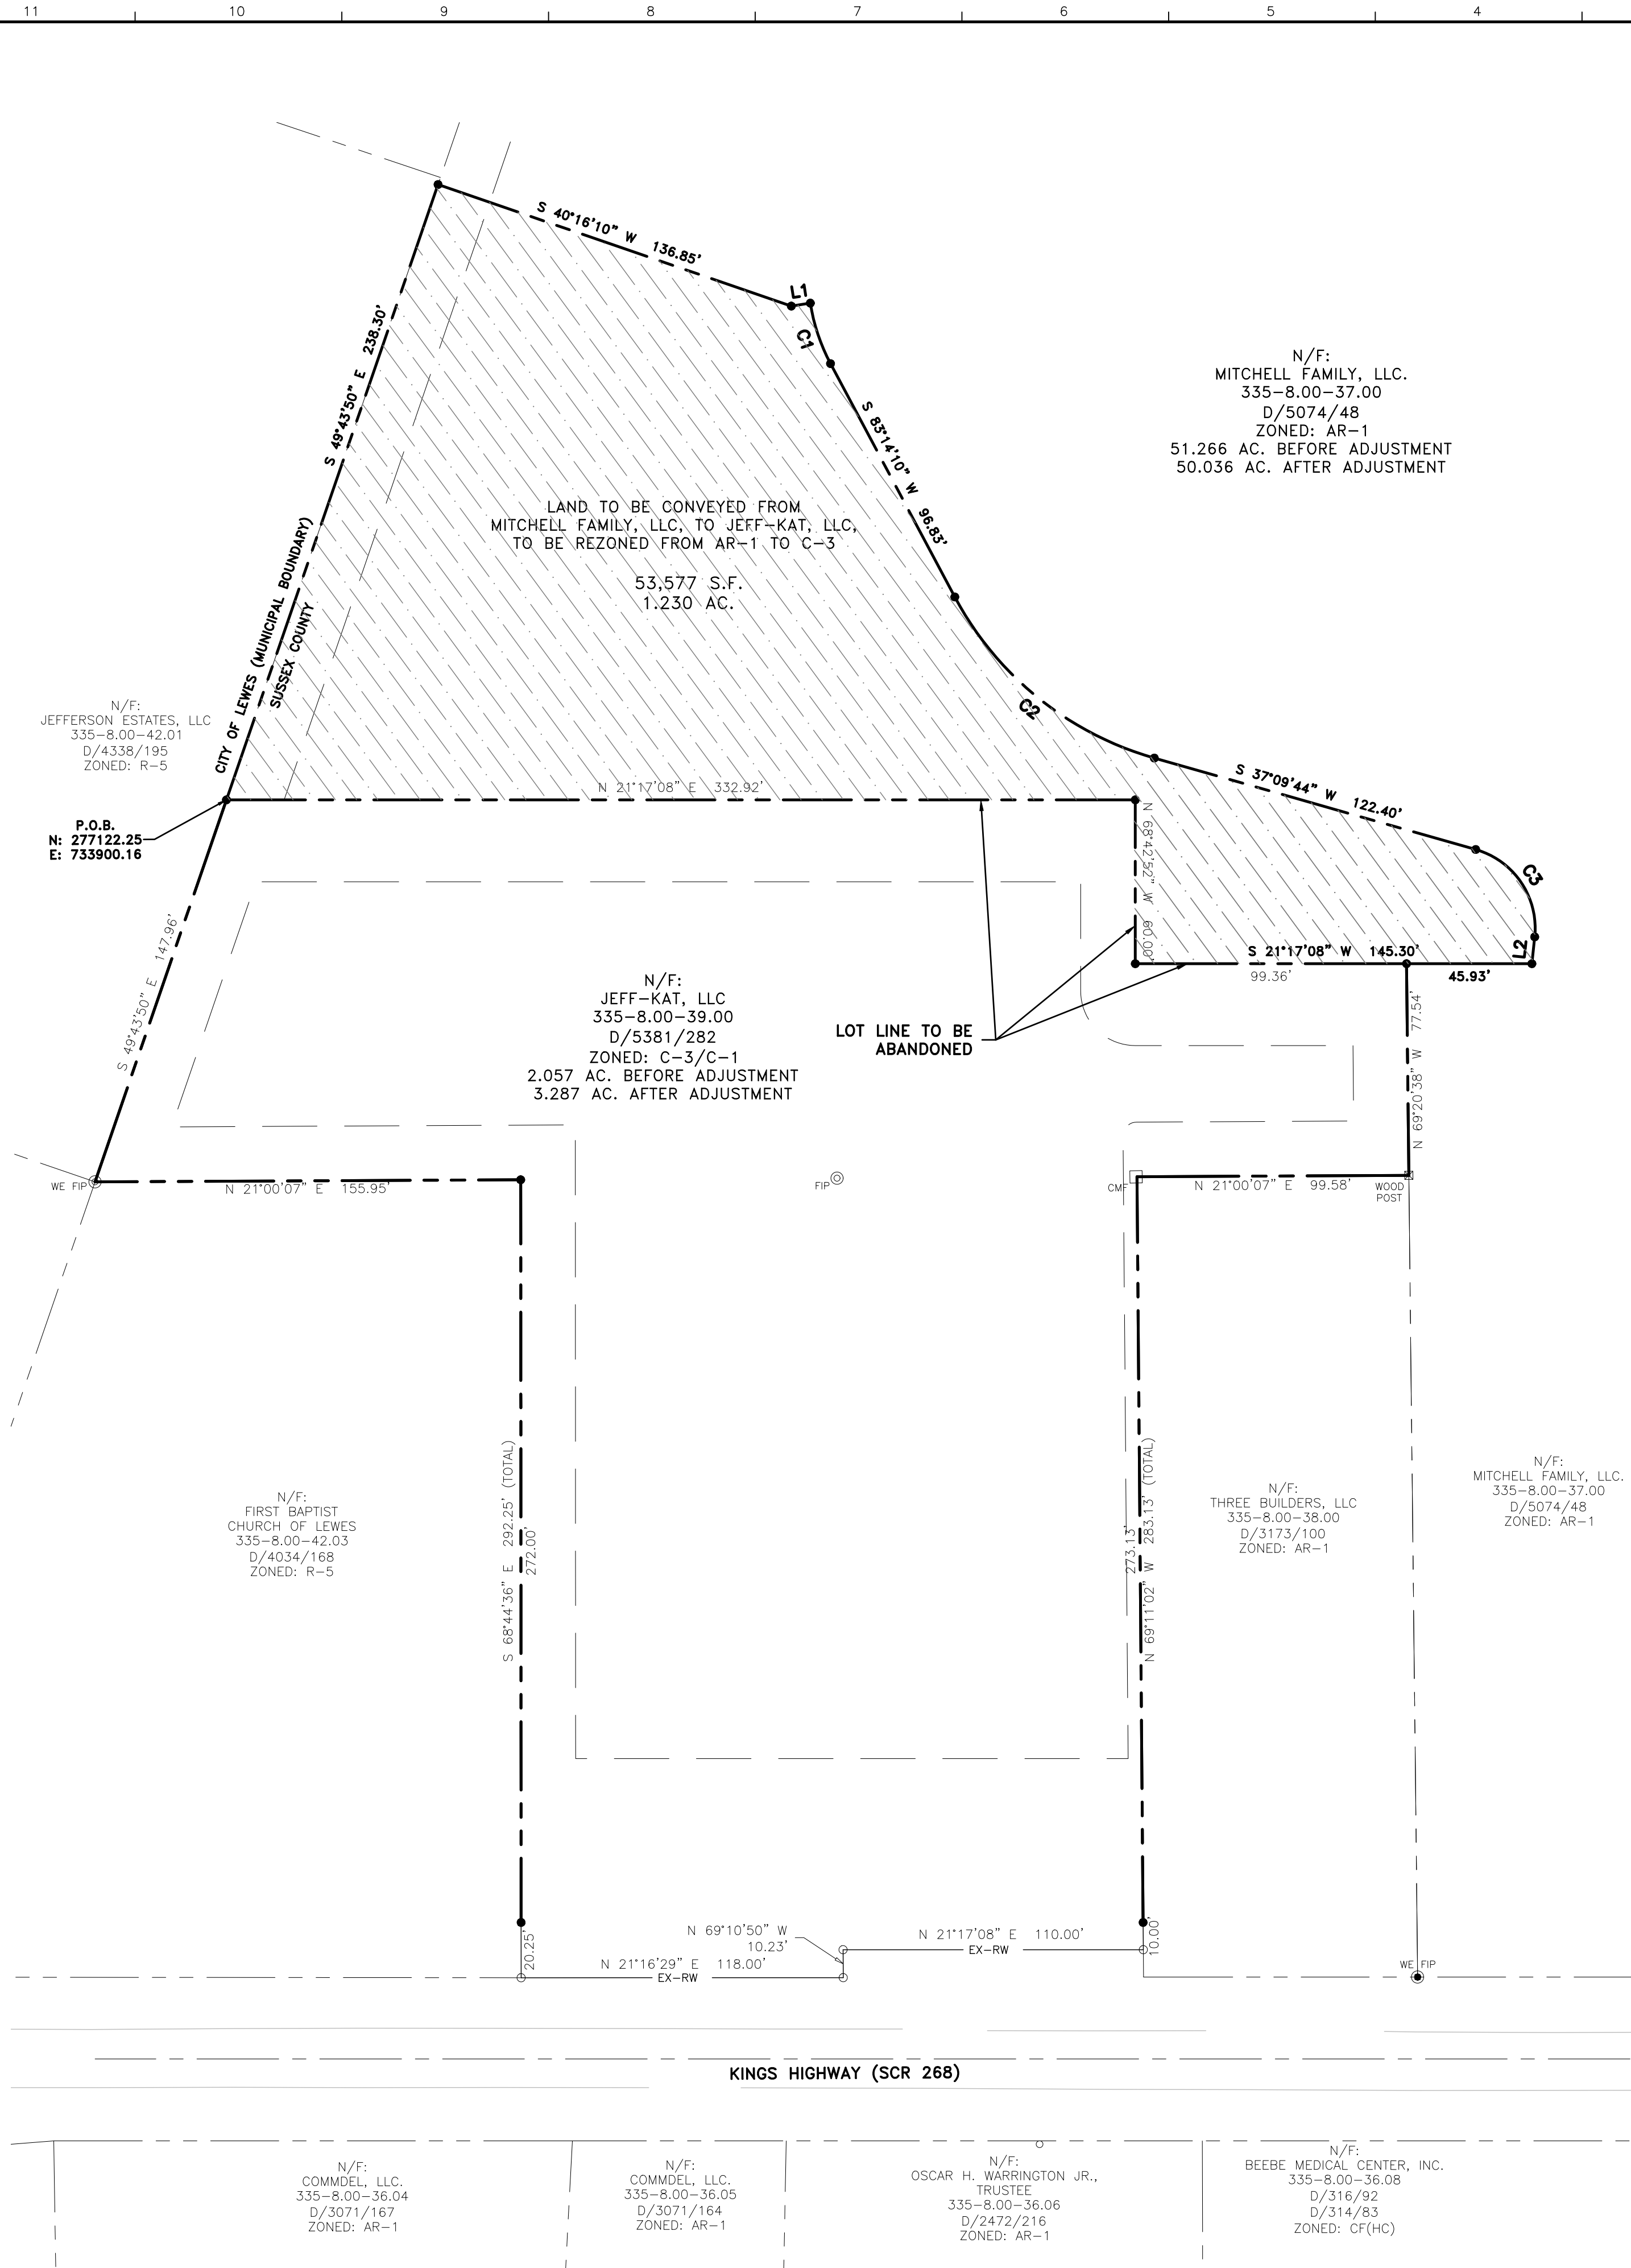 11 10 9 8 7 6 5 4
S 40°16'10" W 136.85'
L1
C1
S 49°43'50" E 238.30'
S 83°14'10" W 96.83'
N/F:
MITCHELL FAMILY, LLC.
335-8.00-37.00
D/5074/48
ZONED: AR-1
51.266 AC. BEFORE ADJUSTMENT
50.036 AC. AFTER ADJUSTMENT
LAND TO BE CONVEYED FROM
MITCHELL FAMILY, LLC, TO JEFF-KAT, LLC,
TO BE REZONED FROM AR-1 TO C-3
53,577 S.F.
1.230 AC.
CITY OF LEWES (MUNICIPAL BOUNDARY)
SUSSEX COUNTY
N/F:
JEFFERSON ESTATES, LLC
335-8.00-42.01
D/4338/195
ZONED: R-5
C2
S 37°09'44" W 122.40'
N 21°17'08" E 332.92'
P.O.B.
N: 277122.25
E: 733900.16
N 68°42'52" W 60.00'
C3
L2
S 21°17'08" W 145.30'
99.36'
45.93'
S 49°43'50" E 147.96'
N/F:
JEFF-KAT, LLC
335-8.00-39.00
D/5381/282
ZONED: C-3/C-1
2.057 AC. BEFORE ADJUSTMENT
3.287 AC. AFTER ADJUSTMENT
LOT LINE TO BE
ABANDONED
N 69°20'38" W 77.54'
WE FIP
N 21°00'07" E 155.95'
FIP
CMF
N 21°00'07" E 99.58'
WOOD
POST
S 68°44'36" E 292.25' (TOTAL)
272.00'
273.13'
N 69°11'02" W 283.13' (TOTAL)
N/F:
FIRST BAPTIST
CHURCH OF LEWES
335-8.00-42.03
D/4034/168
ZONED: R-5
N/F:
THREE BUILDERS, LLC
335-8.00-38.00
D/3173/100
ZONED: AR-1
N/F:
MITCHELL FAMILY, LLC.
335-8.00-37.00
D/5074/48
ZONED: AR-1
20.25'
N 69°10'50" W
10.23'
N 21°16'29" E 118.00'
EX-RW
N 21°17'08" E 110.00'
EX-RW
10.00'
WE FIP
KINGS HIGHWAY (SCR 268)
N/F:
COMMDEL, LLC.
335-8.00-36.04
D/3071/167
ZONED: AR-1
N/F:
COMMDEL, LLC.
335-8.00-36.05
D/3071/164
ZONED: AR-1
N/F:
OSCAR H. WARRINGTON JR.,
TRUSTEE
335-8.00-36.06
D/2472/216
ZONED: AR-1
N/F:
BEEBE MEDICAL CENTER, INC.
335-8.00-36.08
D/316/92
D/314/83
ZONED: CF(HC)